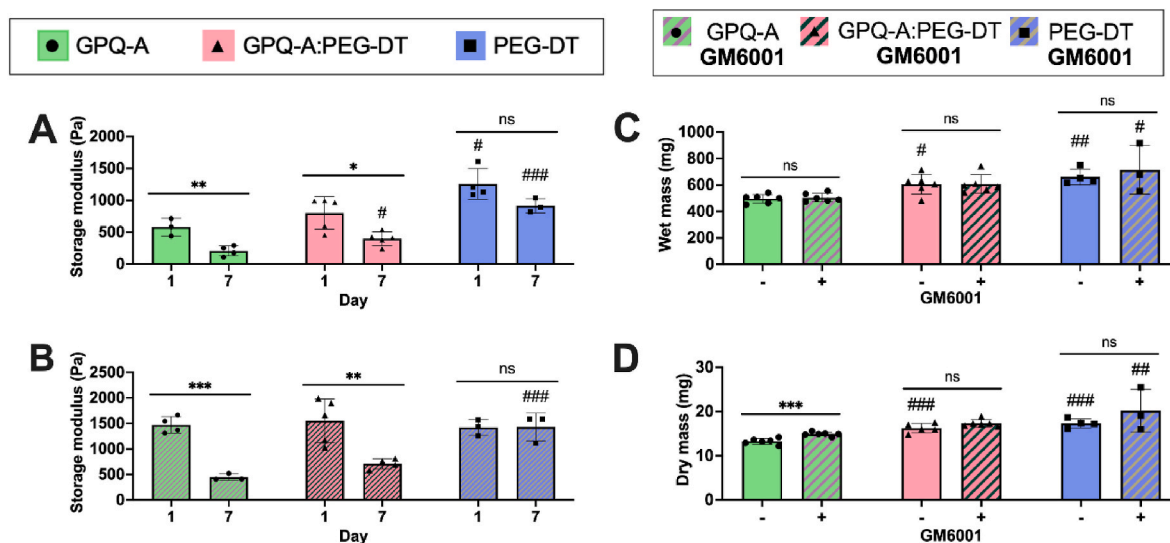 GPQ-A GPQ-A:PEG-DT PEG-DT
GPQ-A GPQ-A:PEG-DT PEG-DT
GM6001 GM6001 GM6001
A
Storage modulus (Pa)
2000
1500
1000
500
0
** * ns
# # ###
1 7 1 7 1 7
Day
B
Storage modulus (Pa)
2000
1500
1000
500
0
*** ** ns
###
1 7 1 7 1 7
Day
C
Wet mass (mg)
1000
800
600
400
200
0
ns ns ns
# ## #
- + - + - +
GM6001
D
Dry mass (mg)
30
20
10
0
*** ns ns
### ### ##
- + - + - +
GM6001